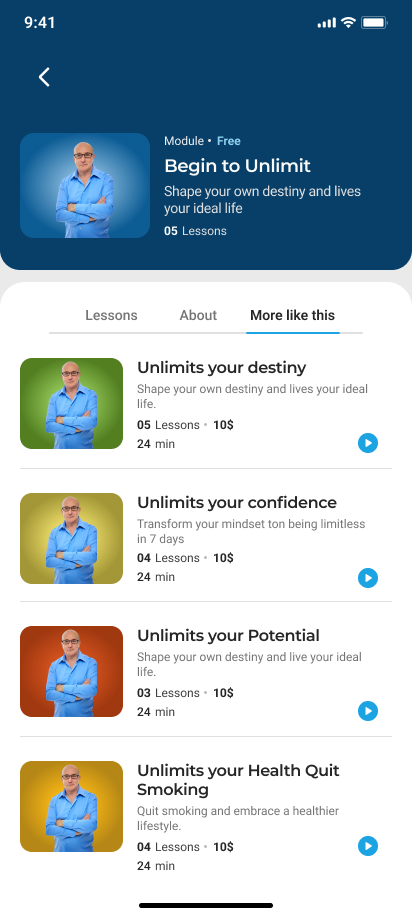 9:41
Module • Free
Begin to Unlimit
Shape your own destiny and lives
your ideal life
05 Lessons
Lessons About More like this
Unlimits your destiny
Shape your own destiny and lives your ideal
life.
05 Lessons • 10$
24 min
Unlimits your confidence
Transform your mindset ton being limitless
in 7 days
04 Lessons • 10$
24 min
Unlimits your Potential
Shape your own destiny and live your ideal
life.
03 Lessons • 10$
24 min
Unlimits your Health Quit
Smoking
Quit smoking and embrace a healthier
lifestyle.
04 Lessons • 10$
24 min